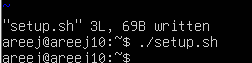 ~
"setup.sh" 3L, 69B written
areej@areej10:~$ ./setup.sh
areej@areej10:~$